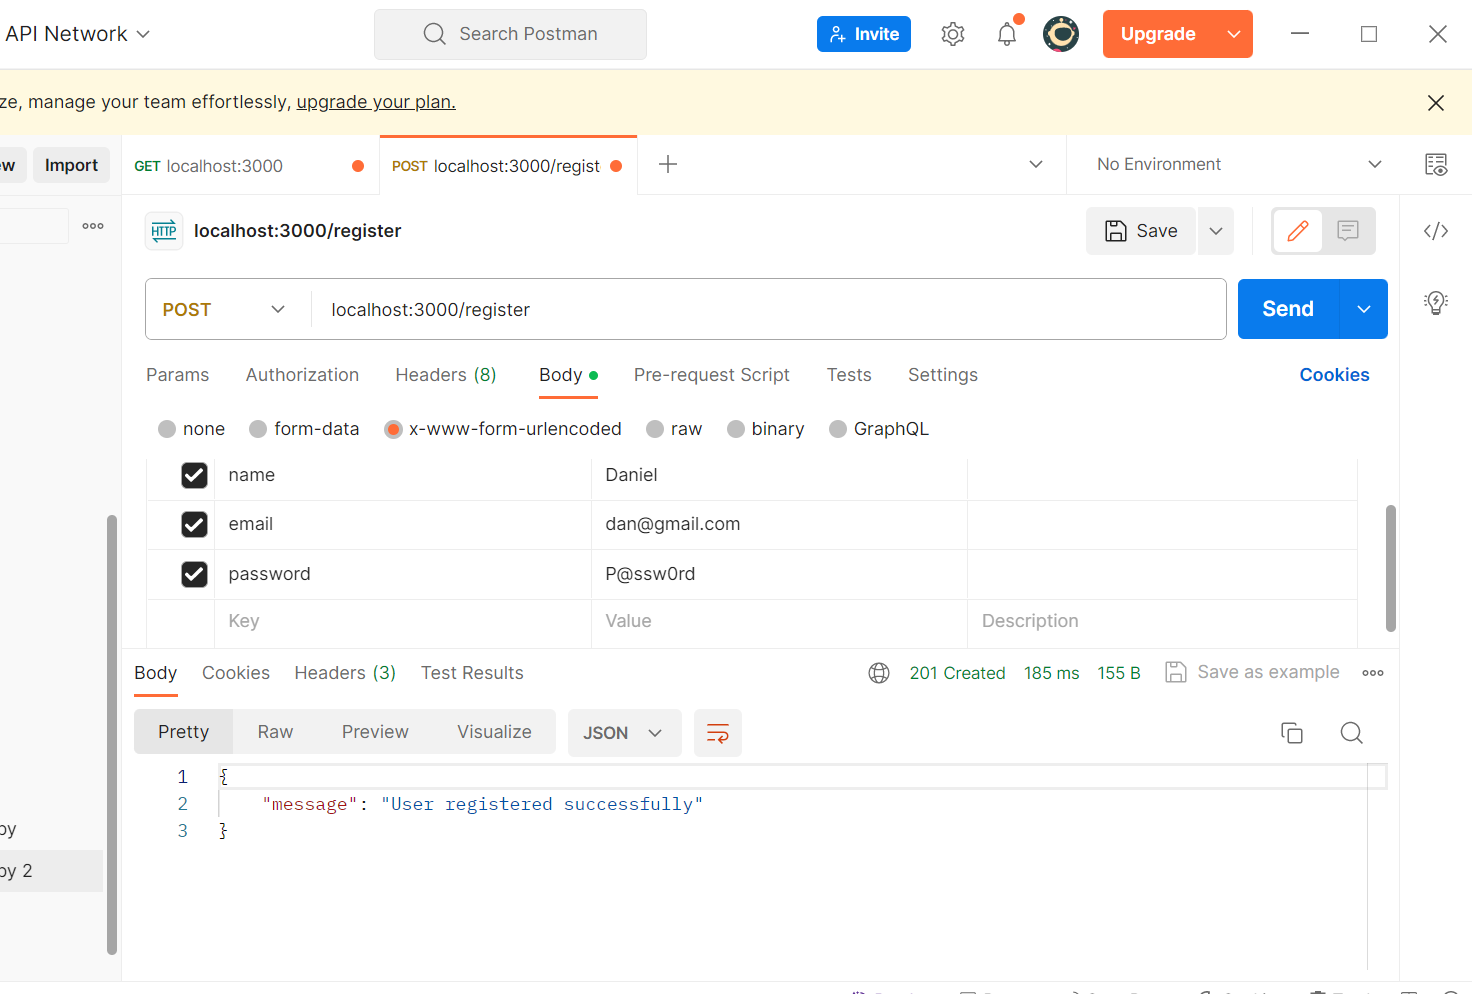 API Network
Search Postman
Invite
Upgrade
ze, manage your team effortlessly, upgrade your plan.
Import
GET localhost:3000
POST localhost:3000/regist
No Environment
HTTP
localhost:3000/register
Save
POST
localhost:3000/register
Send
Params
Authorization
Headers (8)
Body
Pre-request Script
Tests
Settings
Cookies
none
form-data
x-www-form-urlencoded
raw
binary
GraphQL
name
Daniel
email
dan@gmail.com
password
P@ssw0rd
Key
Value
Description
Body
Cookies
Headers (3)
Test Results
201 Created
185 ms
155 B
Save as example
Pretty
Raw
Preview
Visualize
JSON
1 {
2 "message": "User registered successfully"
3 }
py
py 2